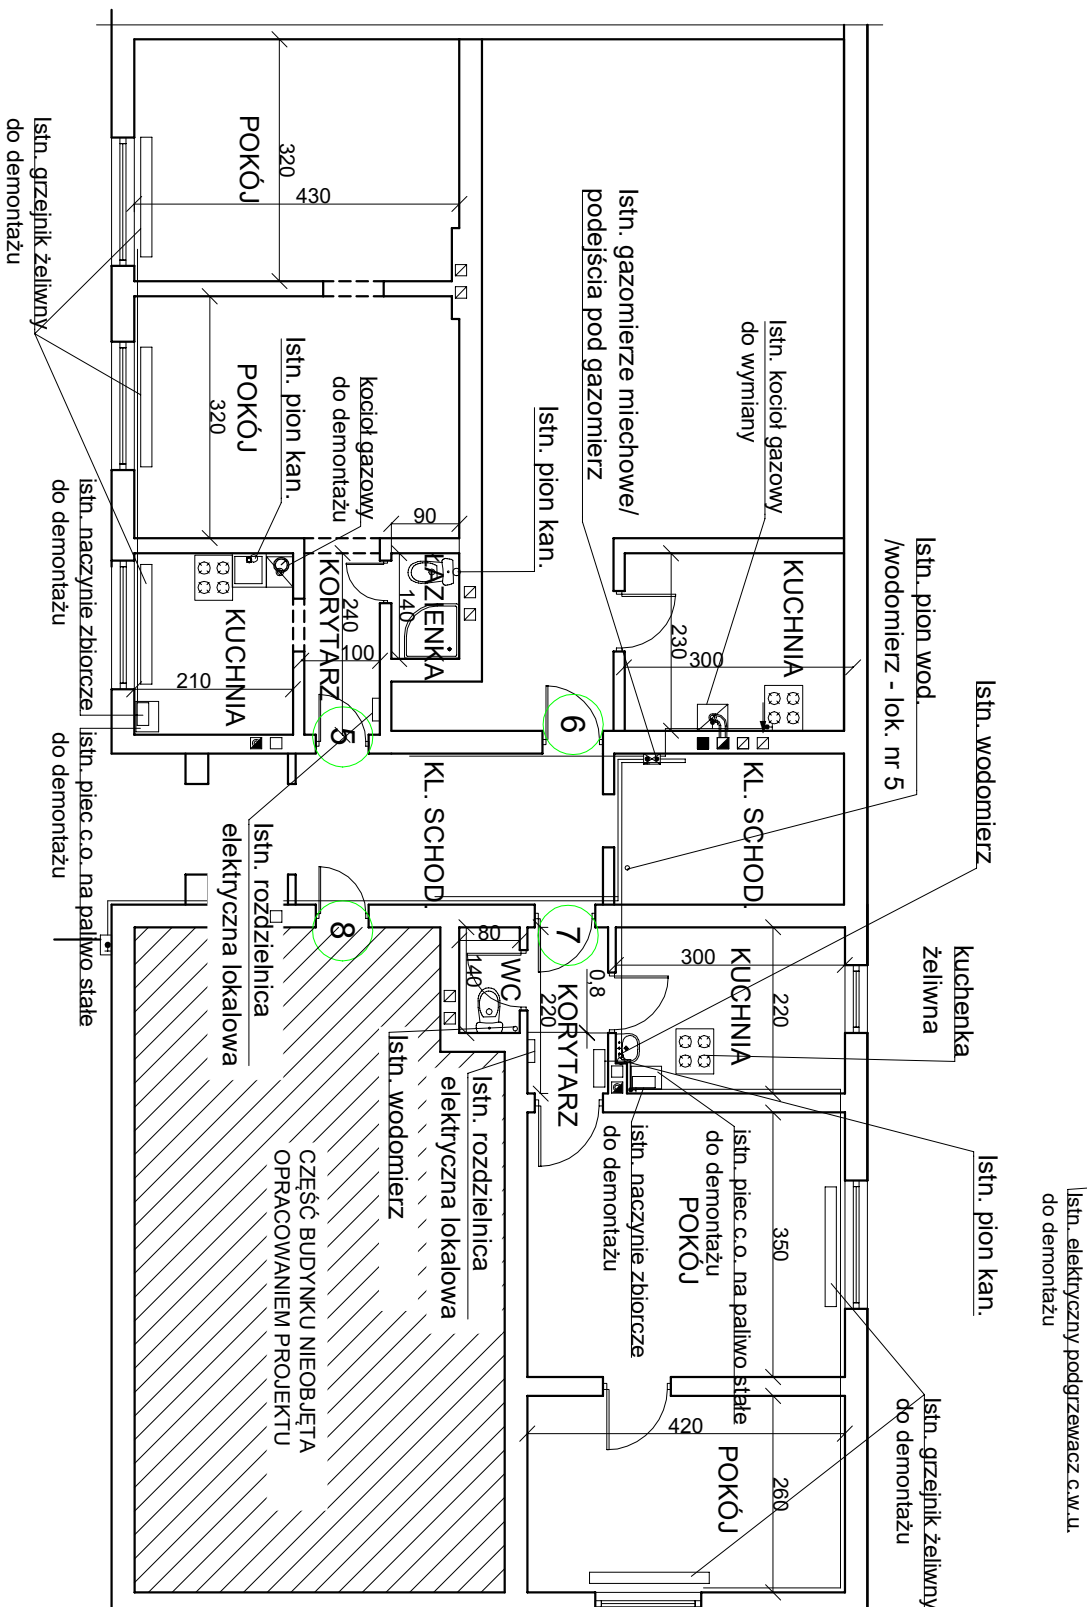 Istn. elektryczny podgrzewacz c.w.u.
do demontażu
Istn. wodomierz
Istn. pion kan.
Istn. pion wod.
/wodomierz - lok. nr 5
kuchenka
żeliwna
Istn. grzejnik żeliwny
do demontażu
Istn. kocioł gazowy
do wymiany
KUCHNIA
300
230
KL. SCHOD.
KUCHNIA
300
220
350
POKÓJ
istn. piec c.o. na paliwo stałe
do demontażu
istn. naczynie zbiorcze
do demontażu
420
260
POKÓJ
Istn. gazomierze miechowe/
podejścia pod gazomierz
Istn. pion kan.
6
7
0,8
220
KORYTARZ
WC
80
140
KL. SCHOD.
Istn. rozdzielnica
elektryczna lokalowa
Istn. wodomierz
ŁAZIENKA
90
140
KORYTARZ
240
100
5
8
kocioł gazowy
do demontażu
Istn. pion kan.
POKÓJ
320
430
POKÓJ
320
KUCHNIA
210
Istn. rozdzielnica
elektryczna lokalowa
CZĘŚĆ BUDYNKU NIEOBJĘTA
OPRACOWANIEM PROJEKTU
Istn. grzejnik żeliwny
do demontażu
istn. naczynie zbiorcze
do demontażu
istn. piec c.o. na paliwo stałe
do demontażu